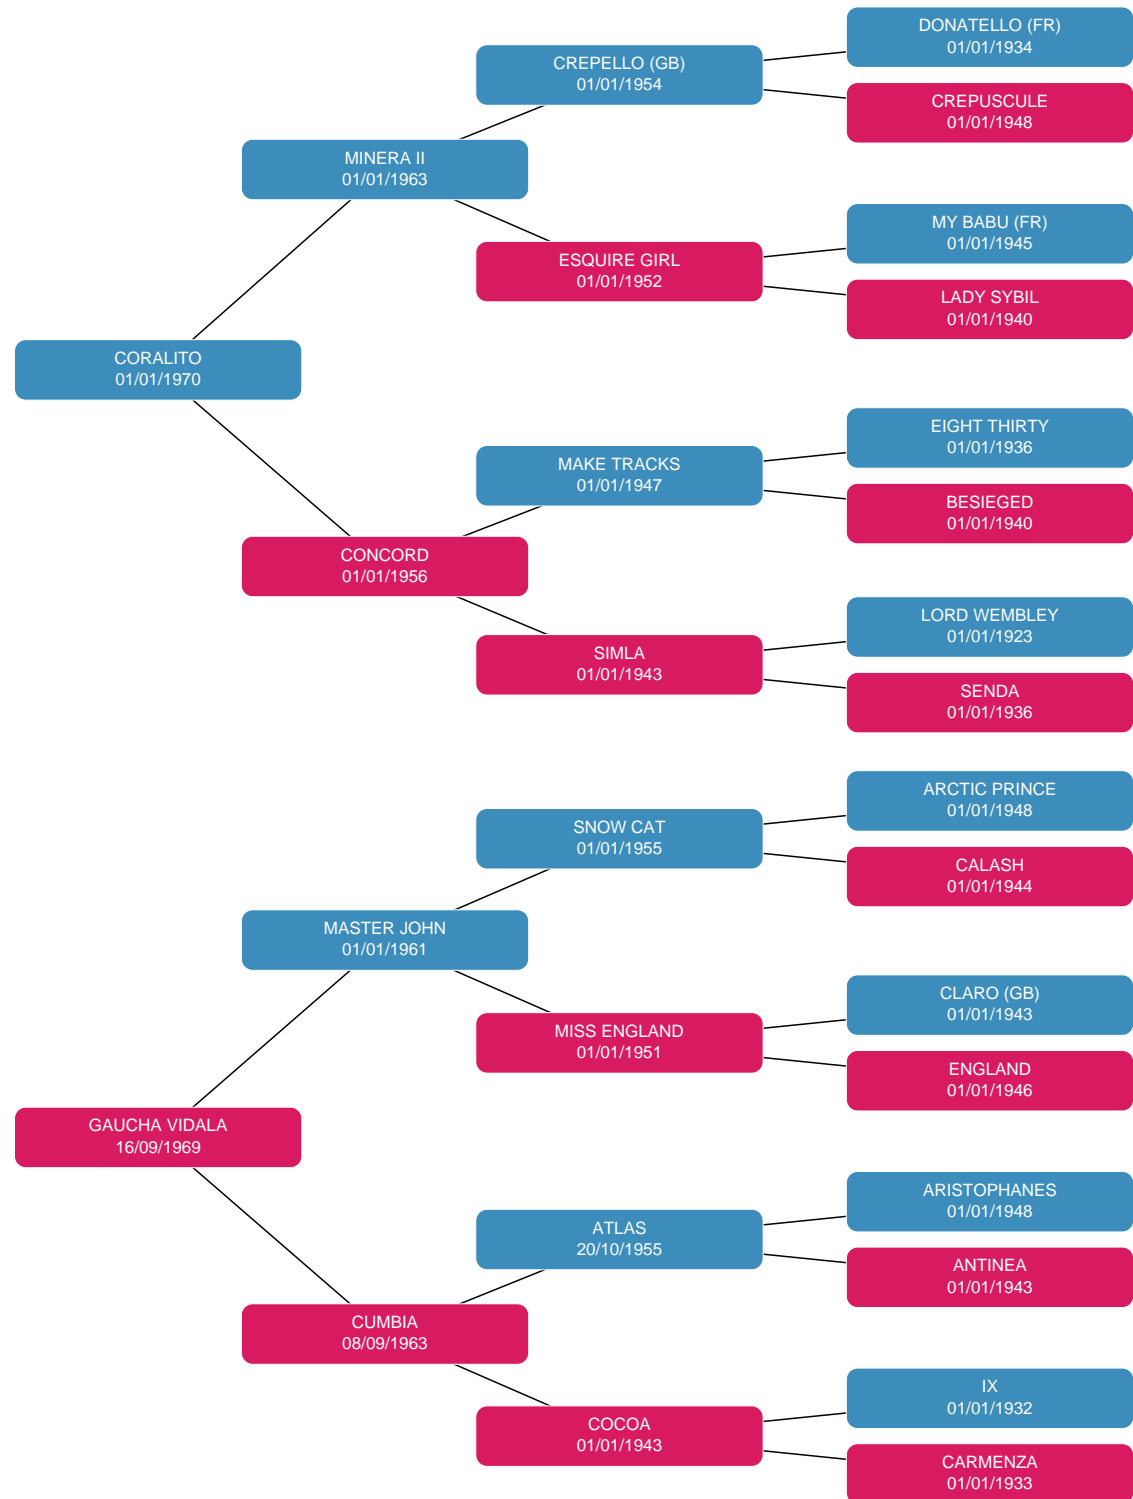 DONATELLO (FR)
01/01/1934
CREPELLO (GB)
01/01/1954
CREPUSCULE
01/01/1948
MINERA II
01/01/1963
MY BABU (FR)
01/01/1945
ESQUIRE GIRL
01/01/1952
LADY SYBIL
01/01/1940
CORALITO
01/01/1970
EIGHT THIRTY
01/01/1936
MAKE TRACKS
01/01/1947
BESIEGED
01/01/1940
CONCORD
01/01/1956
LORD WEMBLEY
01/01/1923
SIMLA
01/01/1943
SENDA
01/01/1936
ARCTIC PRINCE
01/01/1948
SNOW CAT
01/01/1955
CALASH
01/01/1944
MASTER JOHN
01/01/1961
CLARO (GB)
01/01/1943
MISS ENGLAND
01/01/1951
ENGLAND
01/01/1946
GAUCHA VIDALA
16/09/1969
ARISTOPHANES
01/01/1948
ATLAS
20/10/1955
ANTINEA
01/01/1943
CUMBIA
08/09/1963
IX
01/01/1932
COCOA
01/01/1943
CARMENZA
01/01/1933